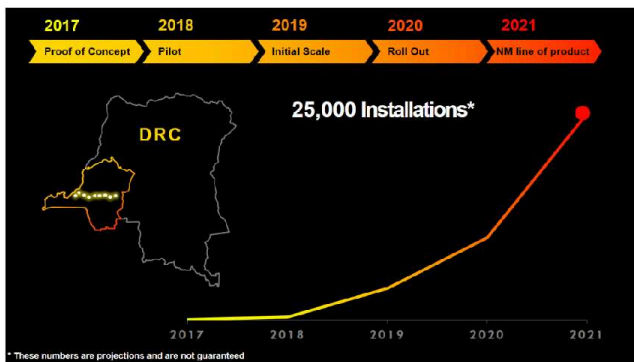 2017 2018 2019 2020 2021
Proof of Concept Pilot Initial Scale Roll Out NM line of product
25,000 Installations*
DRC
2017 2018 2019 2020 2021
* These numbers are projections and are not guaranteed